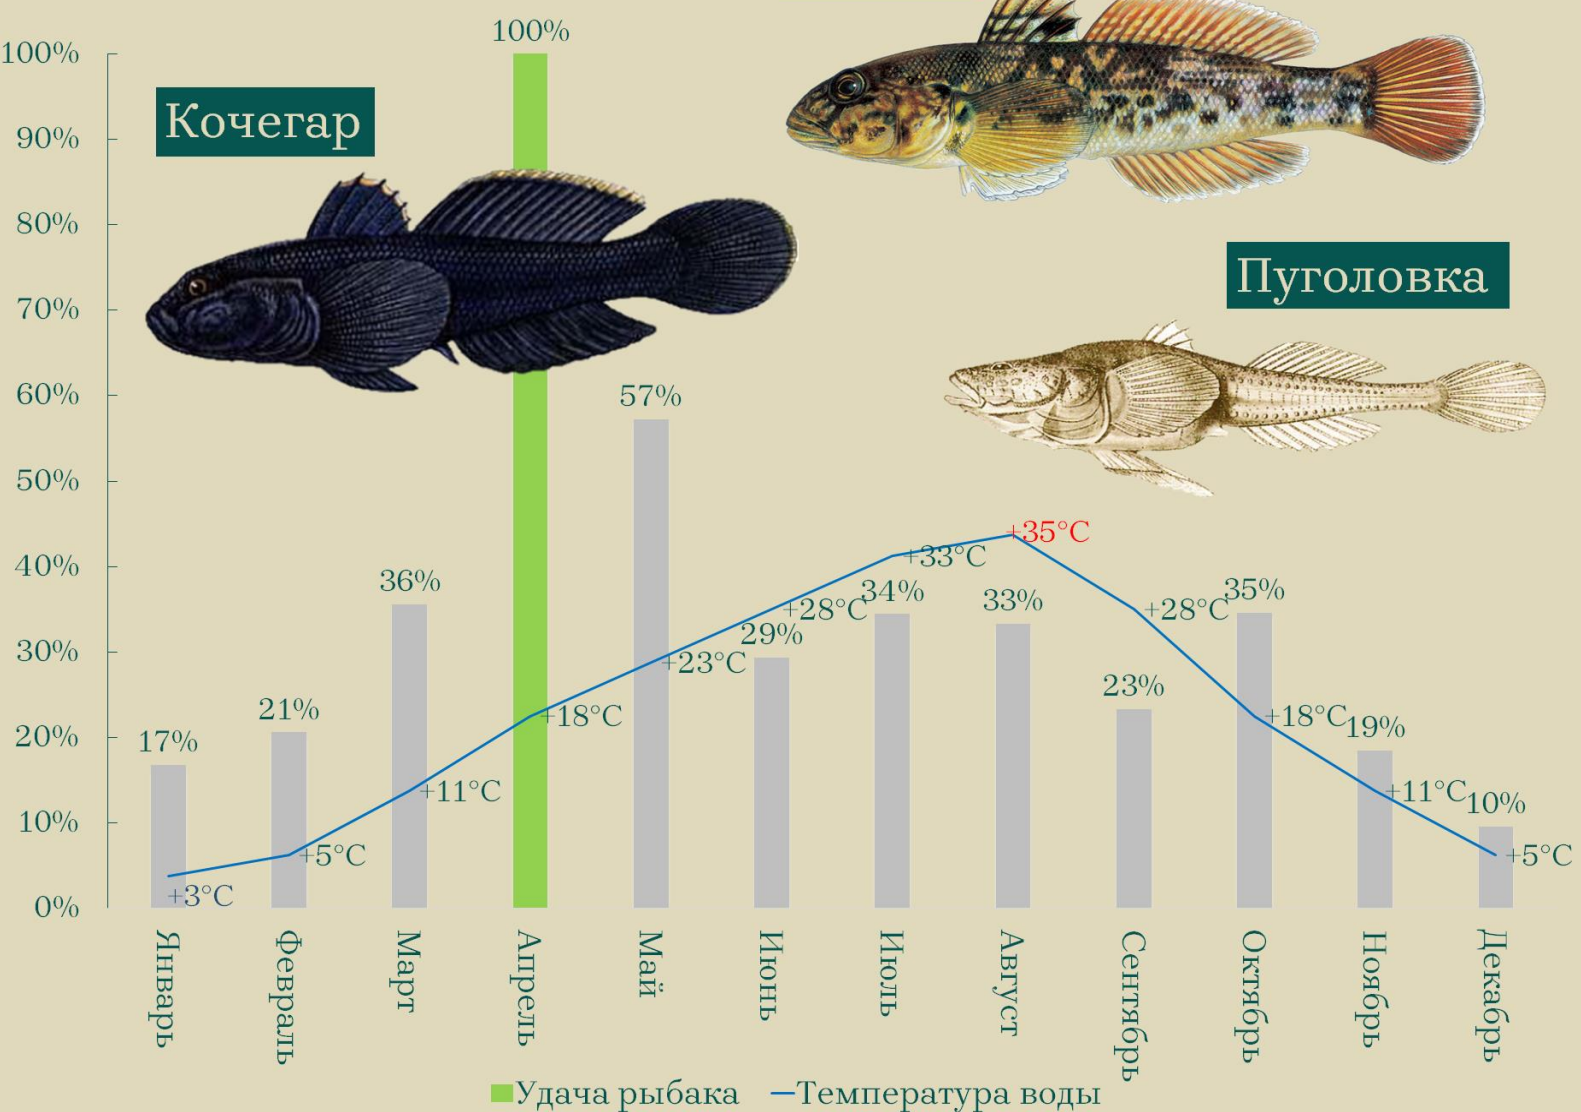 100%
100%
90%
80%
70%
60%
50%
40%
30%
20%
10%
0%
Кочегар
Пуголовка
17%
21%
36%
57%
29%
34%
33%
23%
35%
19%
10%
+3°C
+5°C
+11°C
+18°C
+23°C
+28°C
+33°C
+35°C
+28°C
+18°C
+11°C
+5°C
Январь
Февраль
Март
Апрель
Май
Июнь
Июль
Август
Сентябрь
Октябрь
Ноябрь
Декабрь
Удача рыбака
Температура воды